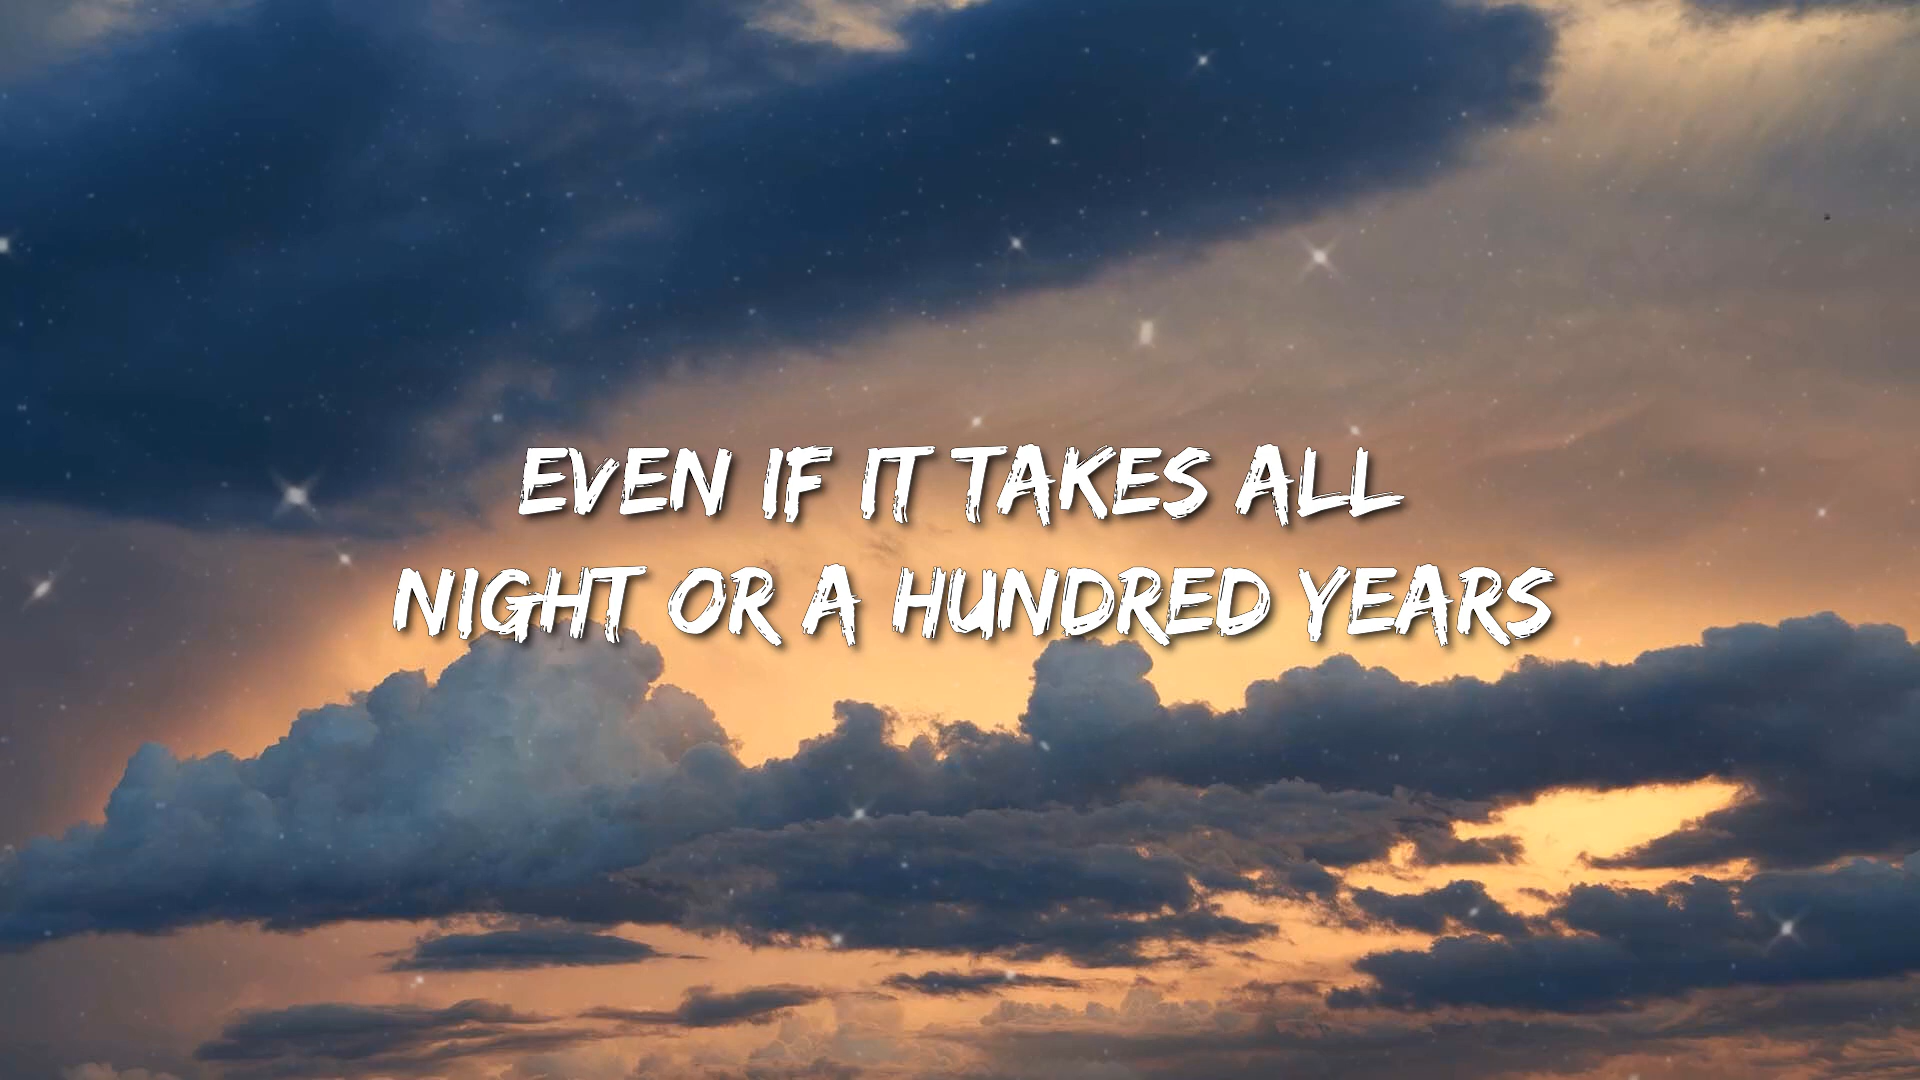 EVEN IF IT TAKES ALL
NIGHT OR A HUNDRED YEARS